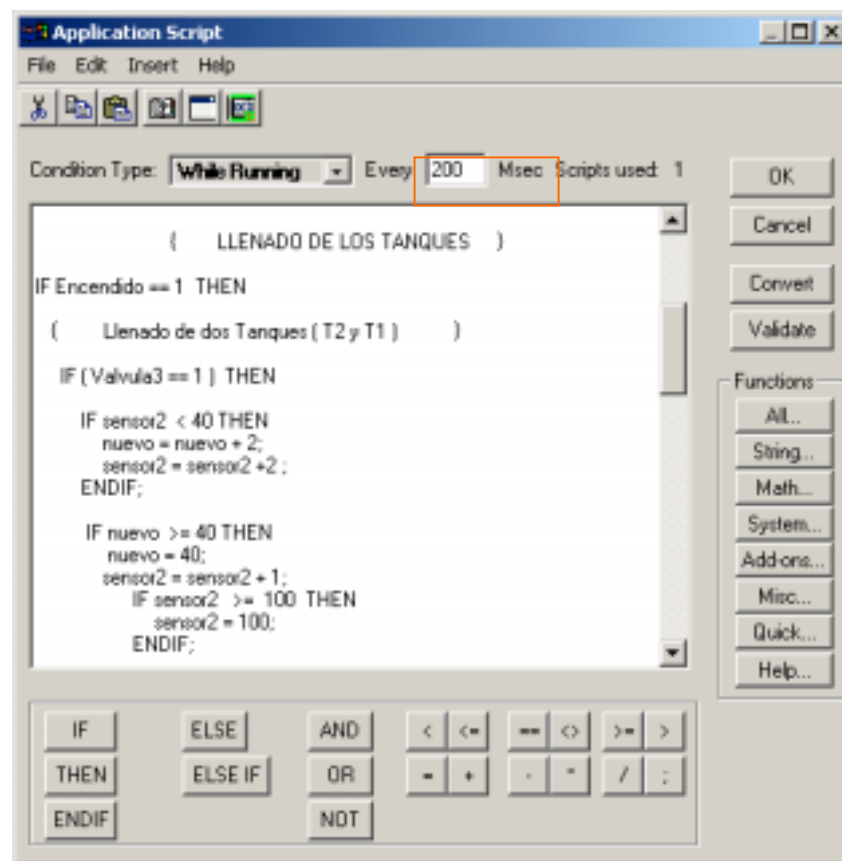 Application Script
File Edit Insert Help
Condition Type: While Running Every 200 Msec Scripts used: 1
OK
Cancel
Convert
Validate
Functions
All...
String...
Math...
System...
Add-ons...
Misc...
Quick...
Help...
{ LLENADO DE LOS TANQUES }
IF Encendido == 1 THEN
{ Llenado de dos Tanques ( T2 y T1 ) }
IF ( Valvula3 == 1 ) THEN
IF sensor2 < 40 THEN
nuevo = nuevo + 2;
sensor2 = sensor2 +2 ;
ENDIF;
IF nuevo >= 40 THEN
nuevo = 40;
sensor2 = sensor2 + 1;
IF sensor2 >= 100 THEN
sensor2 = 100;
ENDIF;
IF ELSE AND < <= == <> >= >
THEN ELSE IF OR = + - / ;
ENDIF NOT